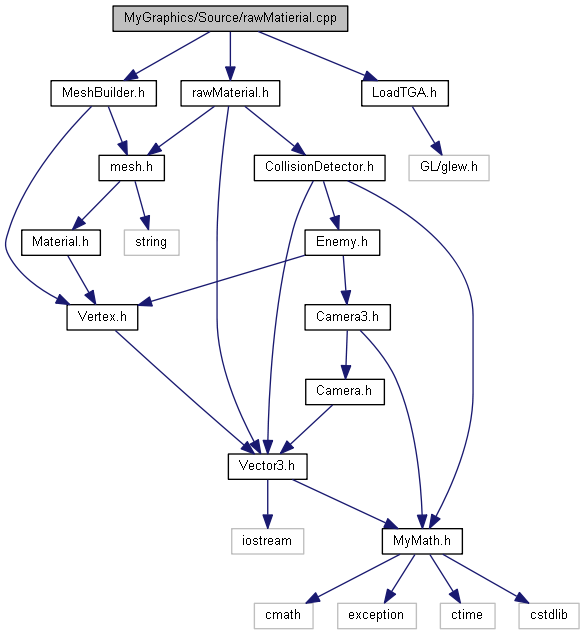 MyGraphics/Source/rawMatierial.cpp
MeshBuilder.h
rawMaterial.h
LoadTGA.h
mesh.h
CollisionDetector.h
GL/glew.h
Material.h
string
Enemy.h
Vertex.h
Camera3.h
Camera.h
Vector3.h
iostream
MyMath.h
cmath
exception
ctime
cstdlib